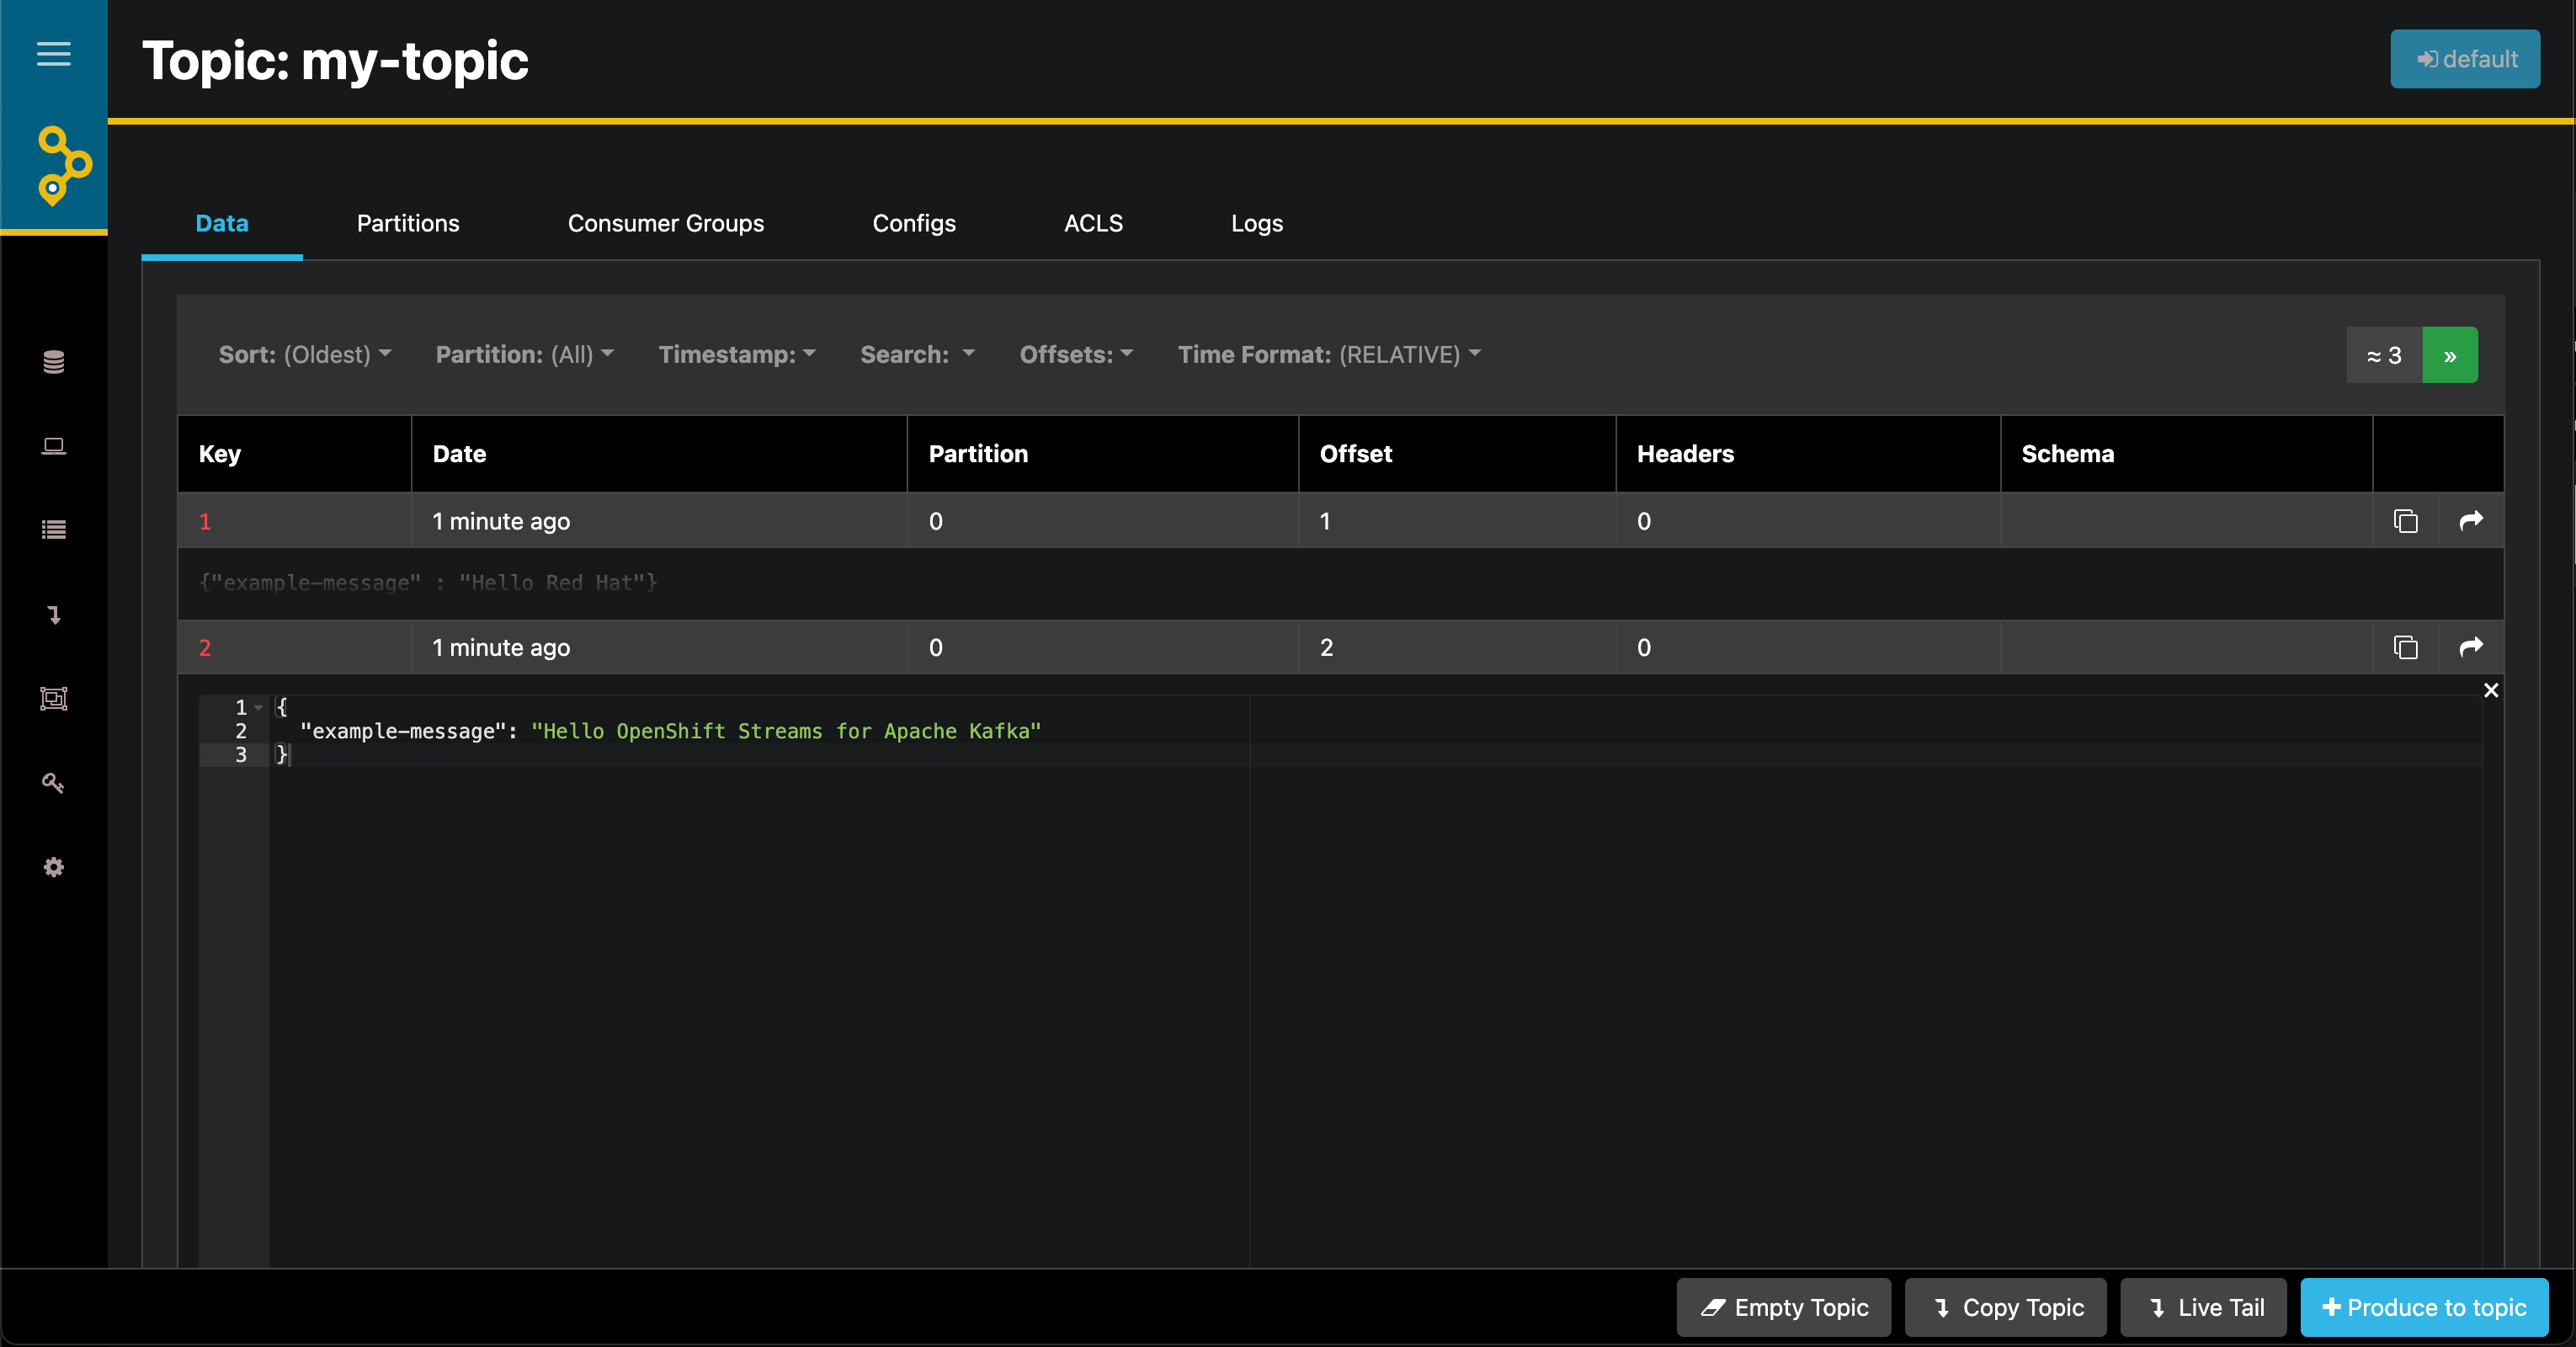 Topic: my-topic
default
Data Partitions Consumer Groups Configs ACLS Logs
Sort: (Oldest) Partition: (All) Timestamp: Search: Offsets: Time Format: (RELATIVE) ≈ 3 »
Key Date Partition Offset Headers Schema
1 1 minute ago 0 1 0
{"example-message" : "Hello Red Hat"}
2 1 minute ago 0 2 0
1 {
2 "example-message": "Hello OpenShift Streams for Apache Kafka"
3 }
Empty Topic Copy Topic Live Tail Produce to topic